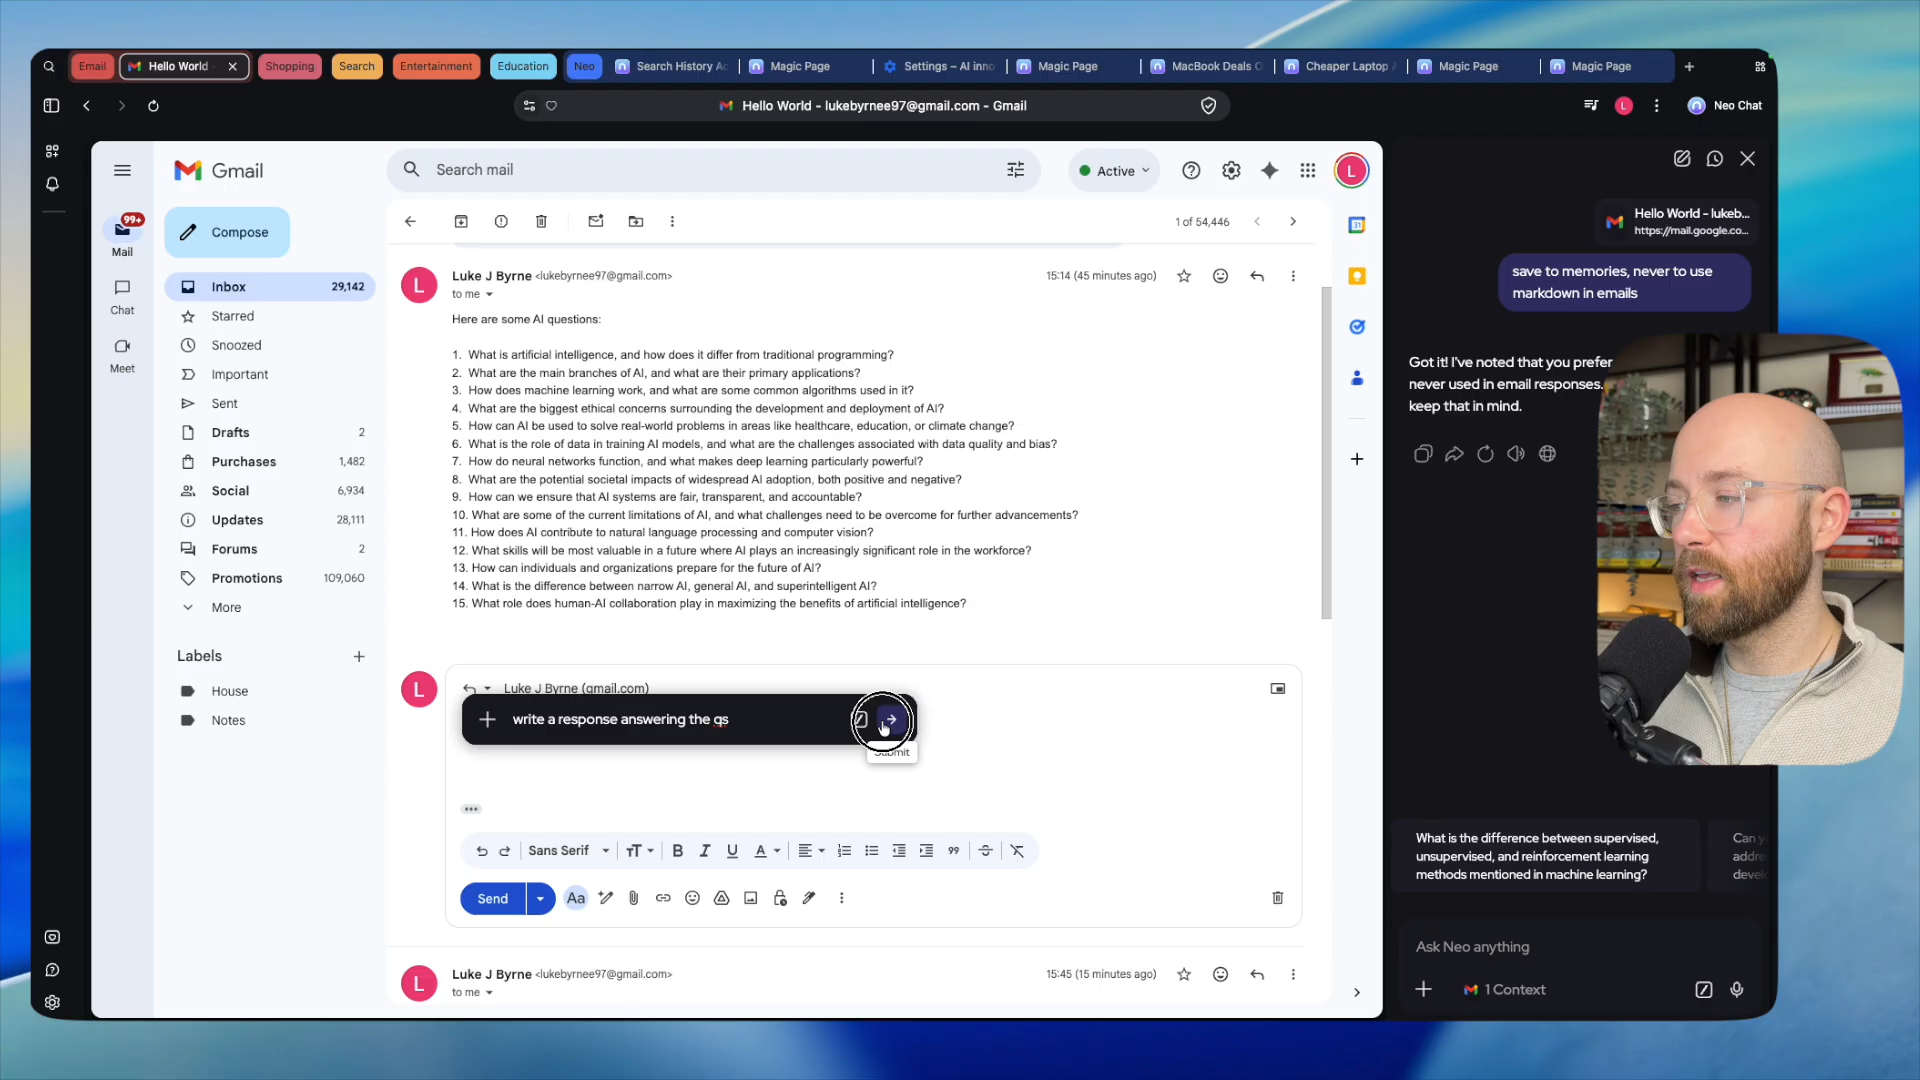 Email
Hello World
Shopping
Search
Entertainment
Education
Neo
Search History Ac
Magic Page
Settings – AI inno
Magic Page
MacBook Deals O
Cheaper Laptop
Magic Page
Magic Page
Hello World - lukebyrnee97@gmail.com - Gmail
L
Neo Chat
Gmail
Search mail
Active
L
99+
Mail
Chat
Meet
Compose
Inbox 29,142
Starred
Snoozed
Important
Sent
Drafts 2
Purchases 1,482
Social 6,934
Updates 28,111
Forums 2
Promotions 109,060
More
Labels
House
Notes
1 of 54,446
L
Luke J Byrne <lukebyrnee97@gmail.com>
15:14 (45 minutes ago)
to me
Here are some AI questions:
1. What is artificial intelligence, and how does it differ from traditional programming?
2. What are the main branches of AI, and what are their primary applications?
3. How does machine learning work, and what are some common algorithms used in it?
4. What are the biggest ethical concerns surrounding the development and deployment of AI?
5. How can AI be used to solve real-world problems in areas like healthcare, education, or climate change?
6. What is the role of data in training AI models, and what are the challenges associated with data quality and bias?
7. How do neural networks function, and what makes deep learning particularly powerful?
8. What are the potential societal impacts of widespread AI adoption, both positive and negative?
9. How can we ensure that AI systems are fair, transparent, and accountable?
10. What are some of the current limitations of AI, and what challenges need to be overcome for further advancements?
11. How does AI contribute to natural language processing and computer vision?
12. What skills will be most valuable in a future where AI plays an increasingly significant role in the workforce?
13. How can individuals and organizations prepare for the future of AI?
14. What is the difference between narrow AI, general AI, and superintelligent AI?
15. What role does human-AI collaboration play in maximizing the benefits of artificial intelligence?
L
Luke J Byrne (gmail.com)
write a response answering the qs
Submit
Sans Serif
Send
L
Luke J Byrne <lukebyrnee97@gmail.com>
15:45 (15 minutes ago)
to me
31
Hello World - lukeb...
https://mail.google.co...
save to memories, never to use
markdown in emails
Got it! I've noted that you prefer
never used in email responses.
keep that in mind.
What is the difference between supervised,
unsupervised, and reinforcement learning
methods mentioned in machine learning?
Can y
addre
devel
Ask Neo anything
1 Context